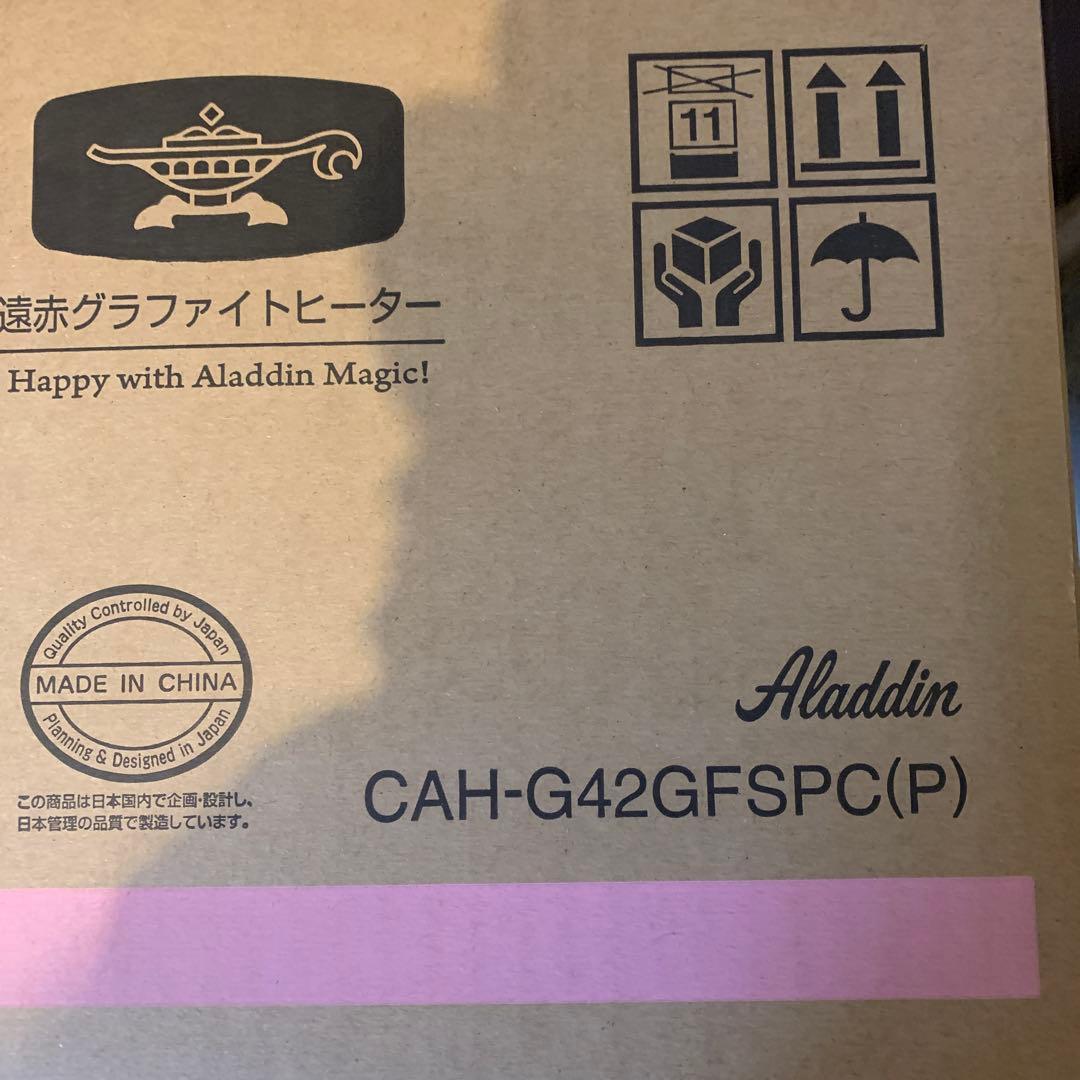 11
遠赤グラファイトヒーター
Happy with Aladdin Magic!
Quality Controlled by Japan
MADE IN CHINA
Planning & Designed in Japan
この商品は日本国内で企画・設計し、
日本管理の品質で製造しています。
Aladdin
CAH-G42GFSPC(P)